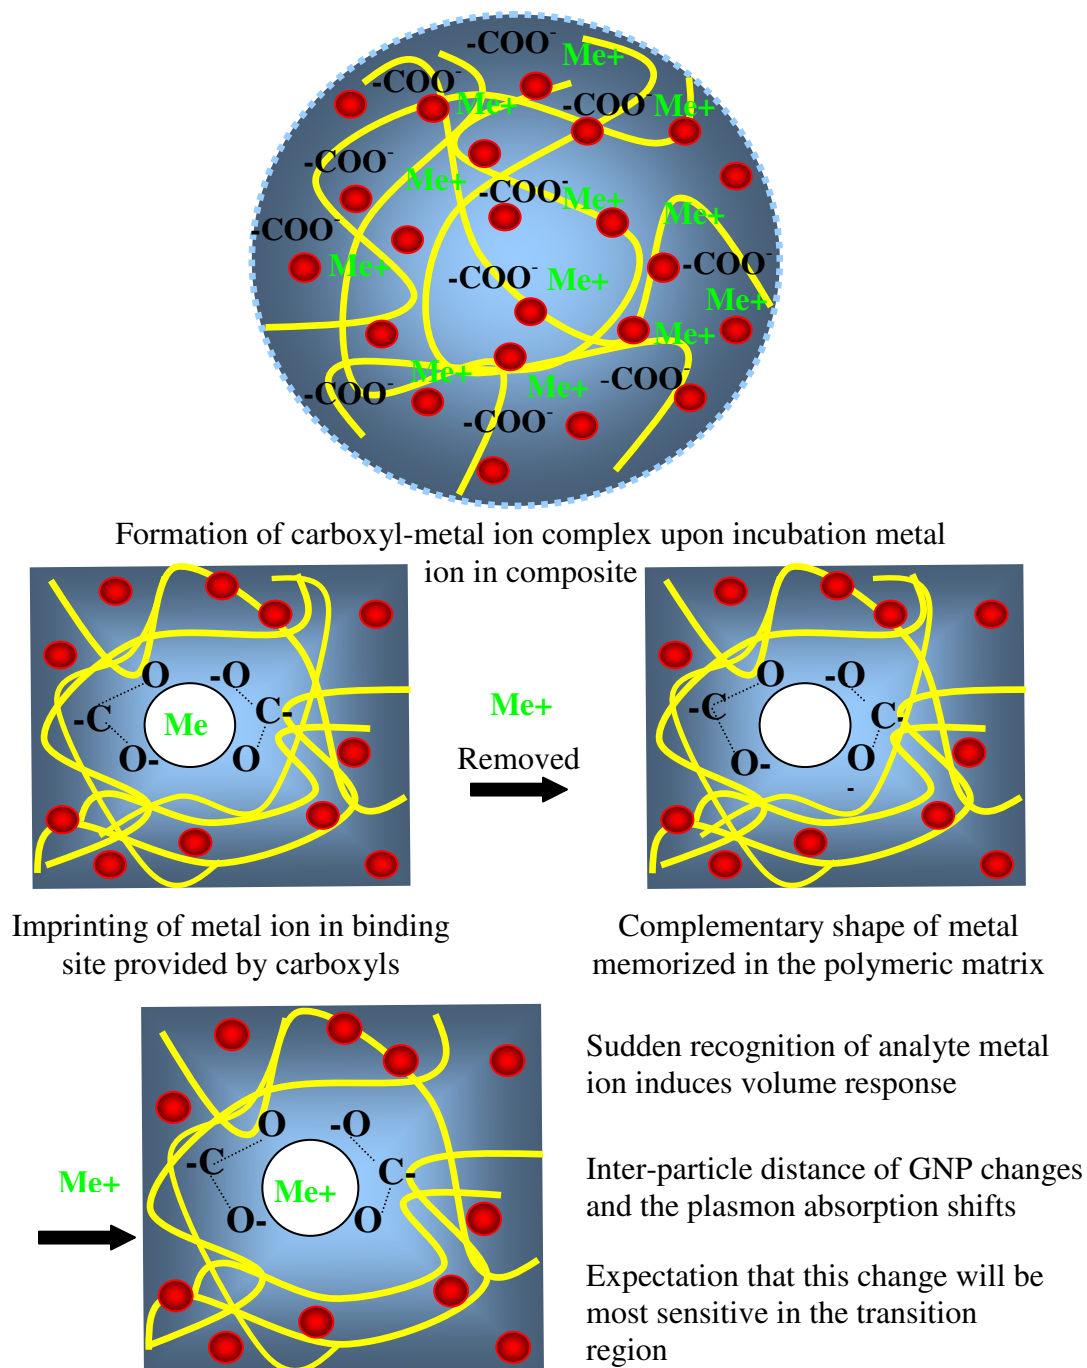 -COO-
Me+
-COO-
Me+
-COO-
Me+
-COO-
Me+
-COO-
Me+
Me+
-COO-
-COO-
Me+
-COO-
Me+
-COO-
Me+
Me+
Me+
-COO-
Me+
-COO-
-COO-
Formation of carboxyl-metal ion complex upon incubation metal
ion in composite
O -O
-C Me C-
O- O
Me+
Removed
O -O
-C C-
O- O
-
Imprinting of metal ion in binding
site provided by carboxyls
Complementary shape of metal
memorized in the polymeric matrix
Me+
O -O
-C Me+ C-
O- O
Sudden recognition of analyte metal
ion induces volume response
Inter-particle distance of GNP changes
and the plasmon absorption shifts
Expectation that this change will be
most sensitive in the transition
region